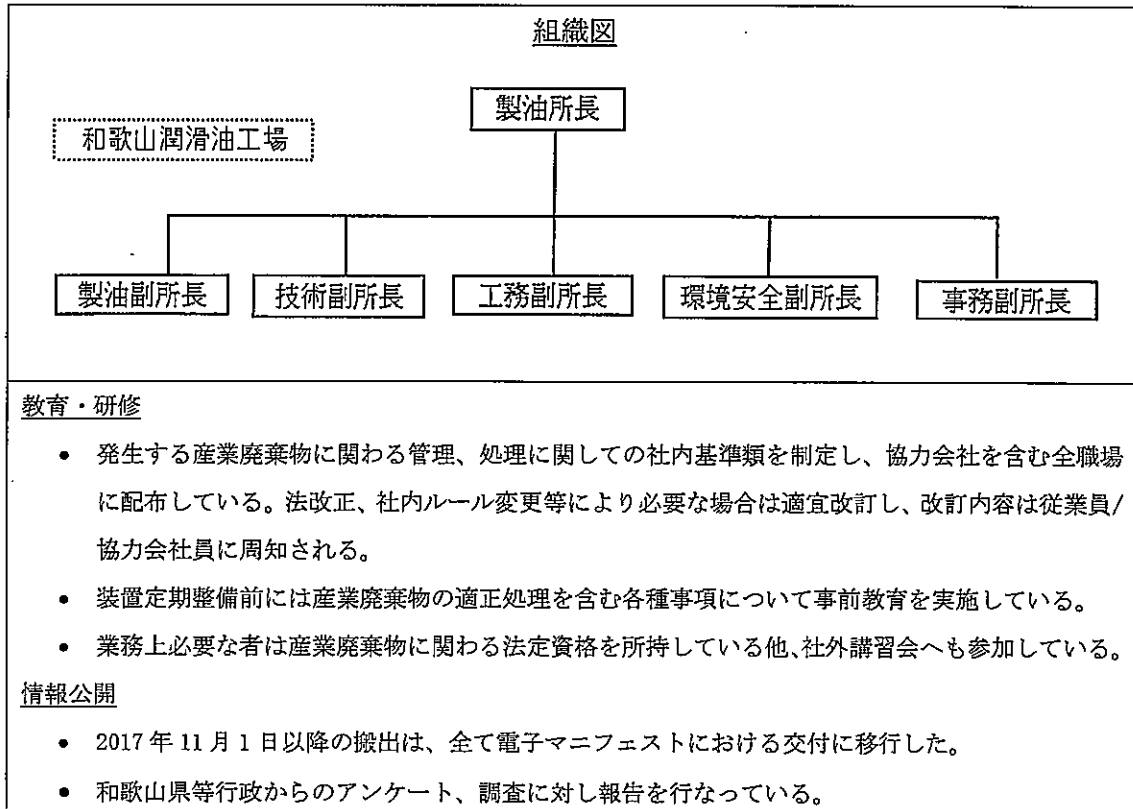 組織図
製油所長
和歌山潤滑油工場
製油副所長 技術副所長 工務副所長 環境安全副所長 事務副所長
教育・研修
• 発生する産業廃棄物に関わる管理、処理に関しての社内基準類を制定し、協力会社を含む全職場
に配布している。法改正、社内ルール変更等により必要な場合は適宜改訂し、改訂内容は従業員/
協力会社員に周知される。
• 装置定期整備前には産業廃棄物の適正処理を含む各種事項について事前教育を実施している。
• 業務上必要な者は産業廃棄物に関わる法定資格を所持している他、社外講習会へも参加している。
情報公開
• 2017年11月1日以降の搬出は、全て電子マニフェストにおける交付に移行した。
• 和歌山県等行政からのアンケート、調査に対し報告を行なっている。